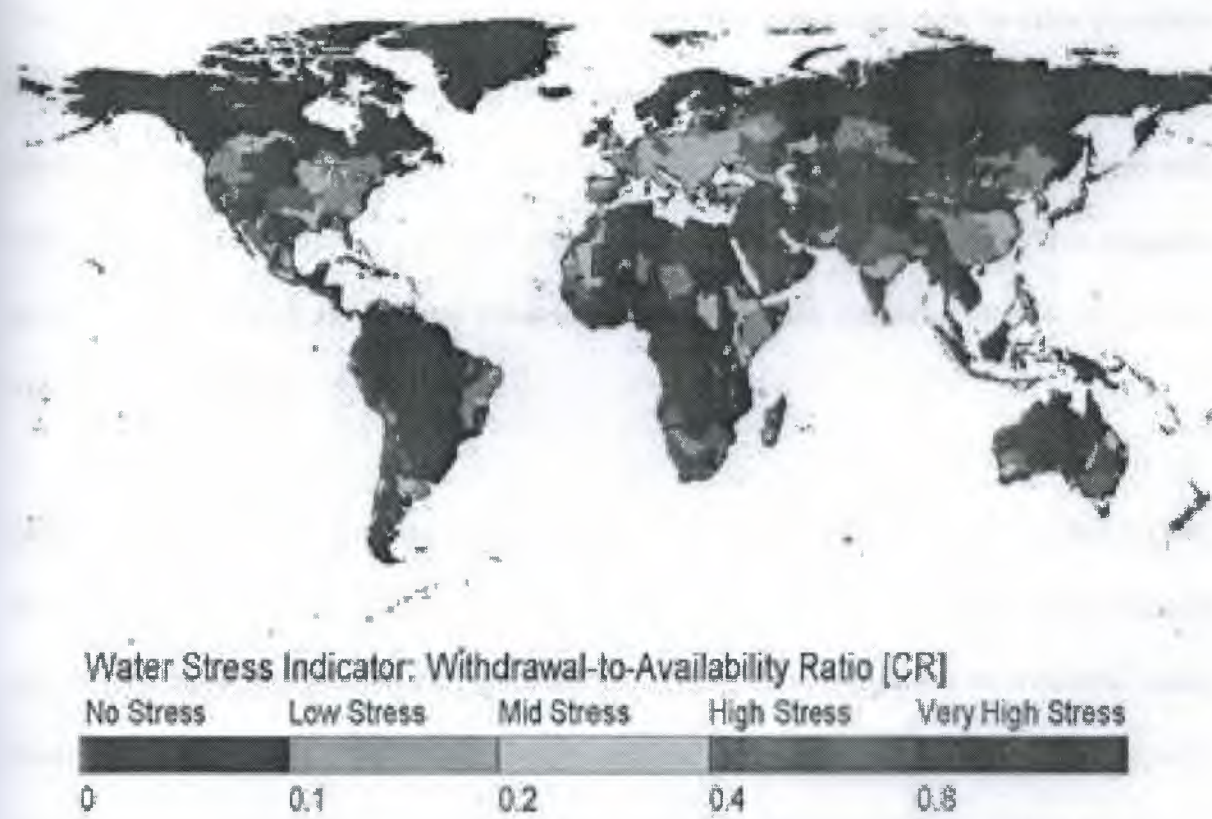 Water Stress Indicator: Withdrawal-to-Availability Ratio [CR]
No Stress Low Stress Mid Stress High Stress Very High Stress
0 0.1 0.2 0.4 0.8